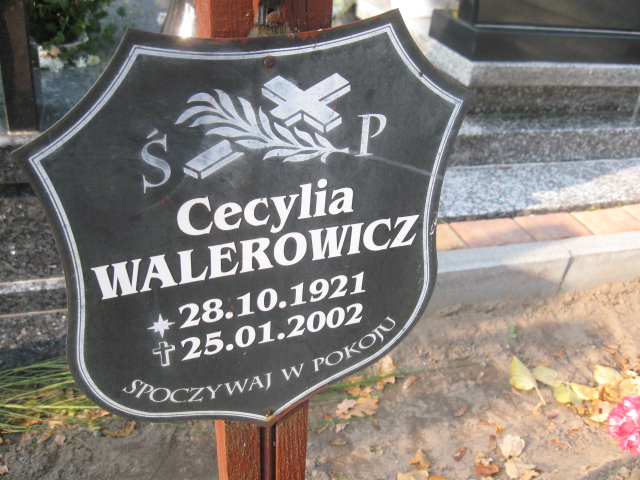 Ś P
Cecylia
WALEROWICZ
28.10.1921
25.01.2002
SPOCZYWAJ W POKOJU